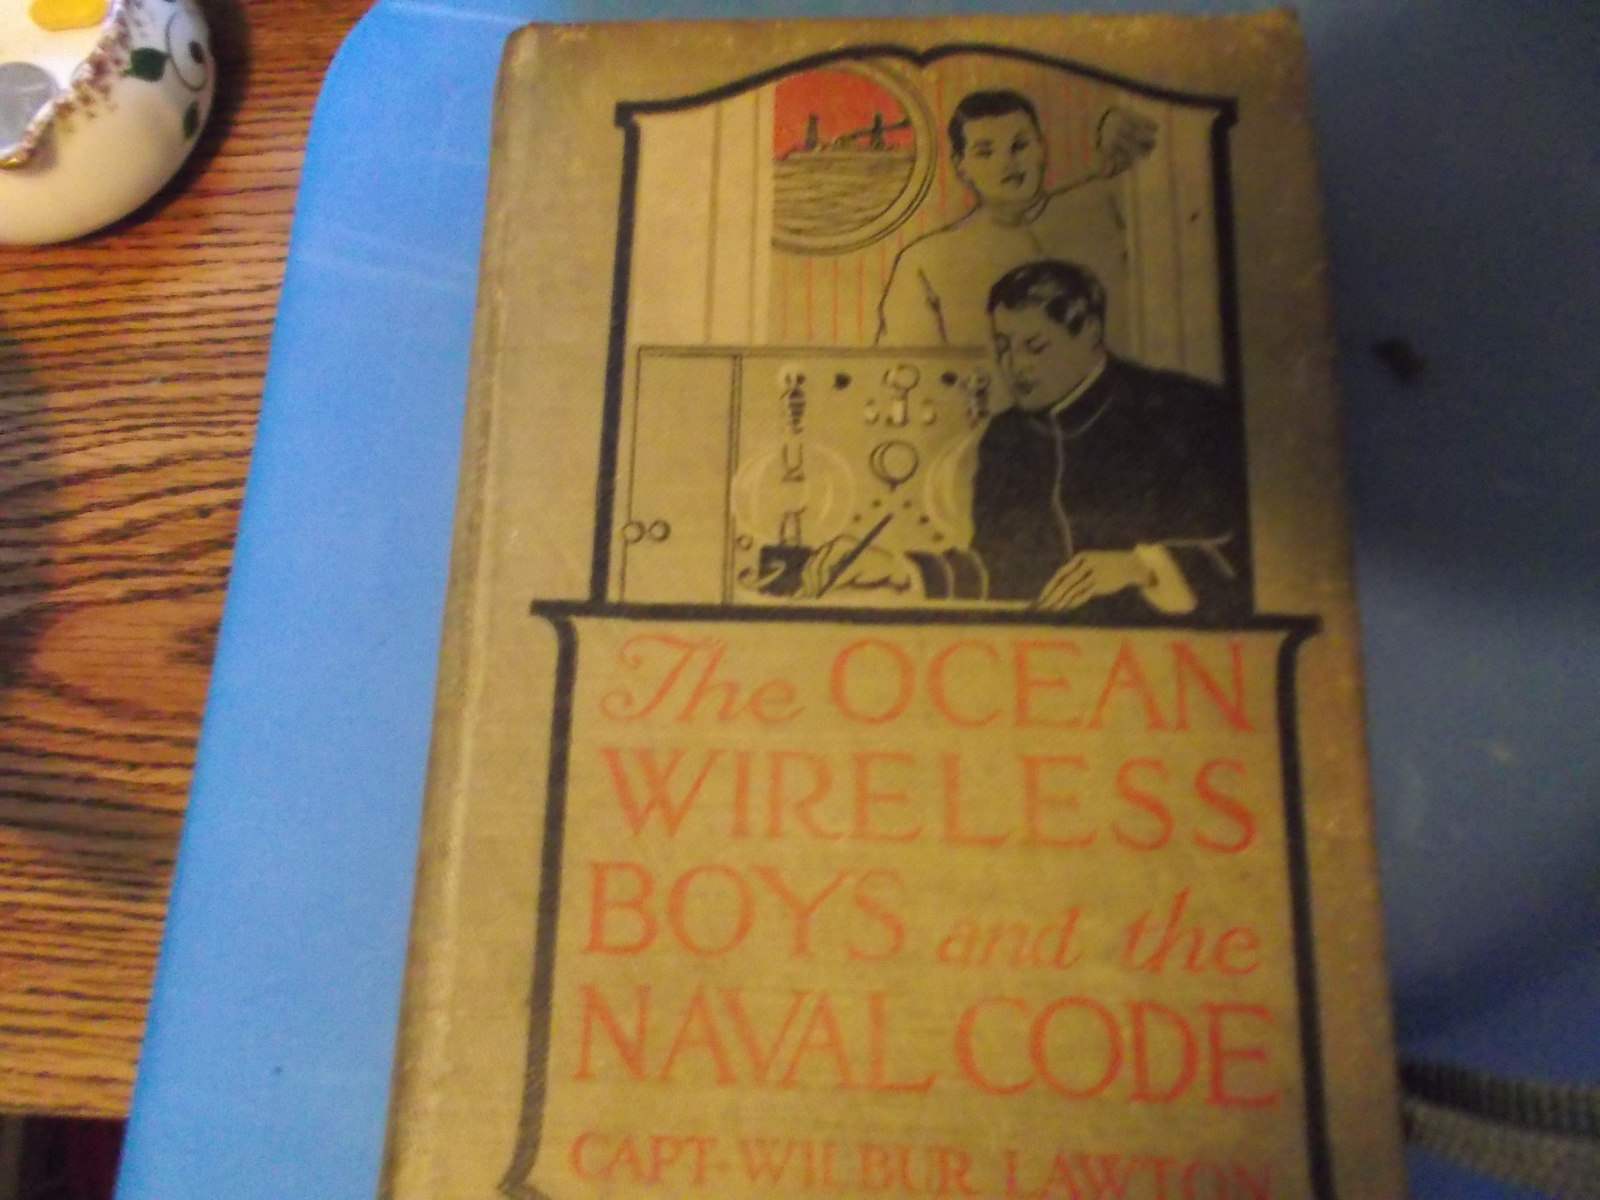 The OCEAN
WIRELESS
BOYS and the
NAVAL CODE
CAPT·WILBUR LAWTON